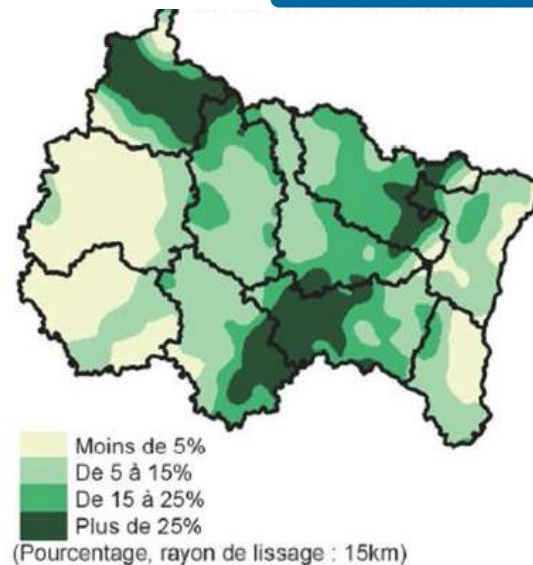 Moins de 5%
De 5 à 15%
De 15 à 25%
Plus de 25%
(Pourcentage, rayon de lissage : 15km)